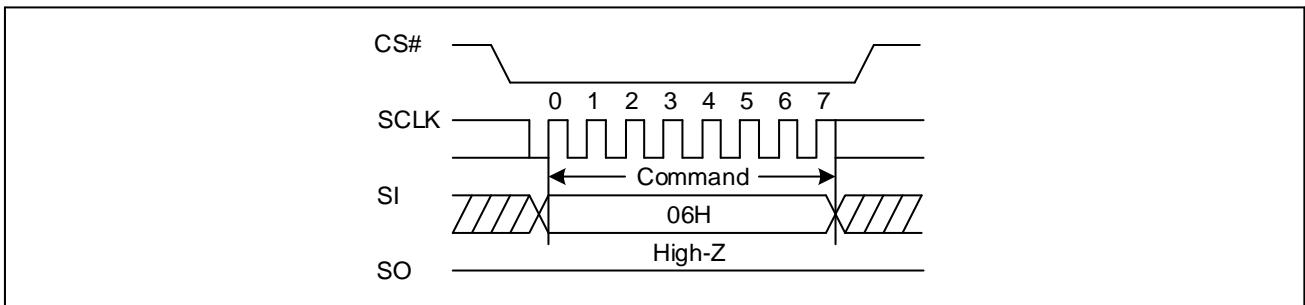 CS#
0 1 2 3 4 5 6 7
SCLK
Command
SI
06H
High-Z
SO